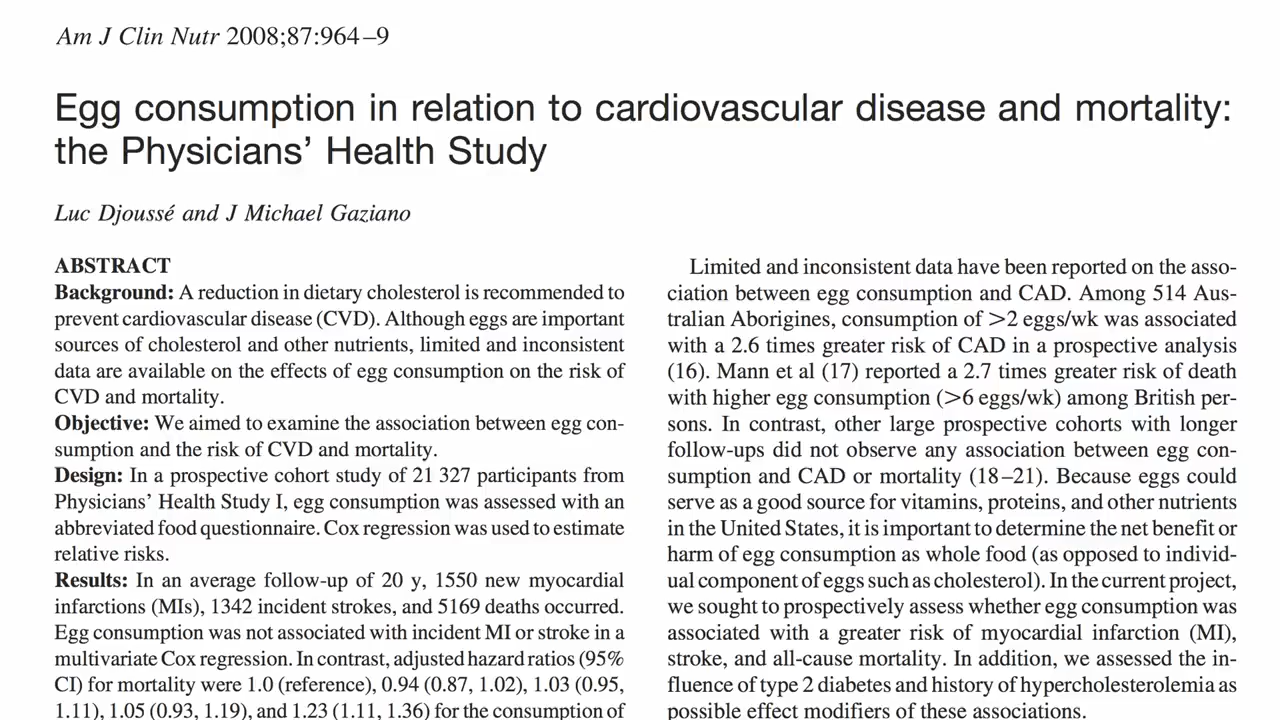 Am J Clin Nutr 2008;87:964–9
Egg consumption in relation to cardiovascular disease and mortality:
the Physicians’ Health Study
Luc Djoussé and J Michael Gaziano
ABSTRACT
Background: A reduction in dietary cholesterol is recommended to
prevent cardiovascular disease (CVD). Although eggs are important
sources of cholesterol and other nutrients, limited and inconsistent
data are available on the effects of egg consumption on the risk of
CVD and mortality.
Objective: We aimed to examine the association between egg con-
sumption and the risk of CVD and mortality.
Design: In a prospective cohort study of 21 327 participants from
Physicians’ Health Study I, egg consumption was assessed with an
abbreviated food questionnaire. Cox regression was used to estimate
relative risks.
Results: In an average follow-up of 20 y, 1550 new myocardial
infarctions (MIs), 1342 incident strokes, and 5169 deaths occurred.
Egg consumption was not associated with incident MI or stroke in a
multivariate Cox regression. In contrast, adjusted hazard ratios (95%
CI) for mortality were 1.0 (reference), 0.94 (0.87, 1.02), 1.03 (0.95,
1.11), 1.05 (0.93, 1.19), and 1.23 (1.11, 1.36) for the consumption of
Limited and inconsistent data have been reported on the asso-
ciation between egg consumption and CAD. Among 514 Aus-
tralian Aborigines, consumption of >2 eggs/wk was associated
with a 2.6 times greater risk of CAD in a prospective analysis
(16). Mann et al (17) reported a 2.7 times greater risk of death
with higher egg consumption (>6 eggs/wk) among British per-
sons. In contrast, other large prospective cohorts with longer
follow-ups did not observe any association between egg con-
sumption and CAD or mortality (18–21). Because eggs could
serve as a good source for vitamins, proteins, and other nutrients
in the United States, it is important to determine the net benefit or
harm of egg consumption as whole food (as opposed to individ-
ual component of eggs such as cholesterol). In the current project,
we sought to prospectively assess whether egg consumption was
associated with a greater risk of myocardial infarction (MI),
stroke, and all-cause mortality. In addition, we assessed the in-
fluence of type 2 diabetes and history of hypercholesterolemia as
possible effect modifiers of these associations.